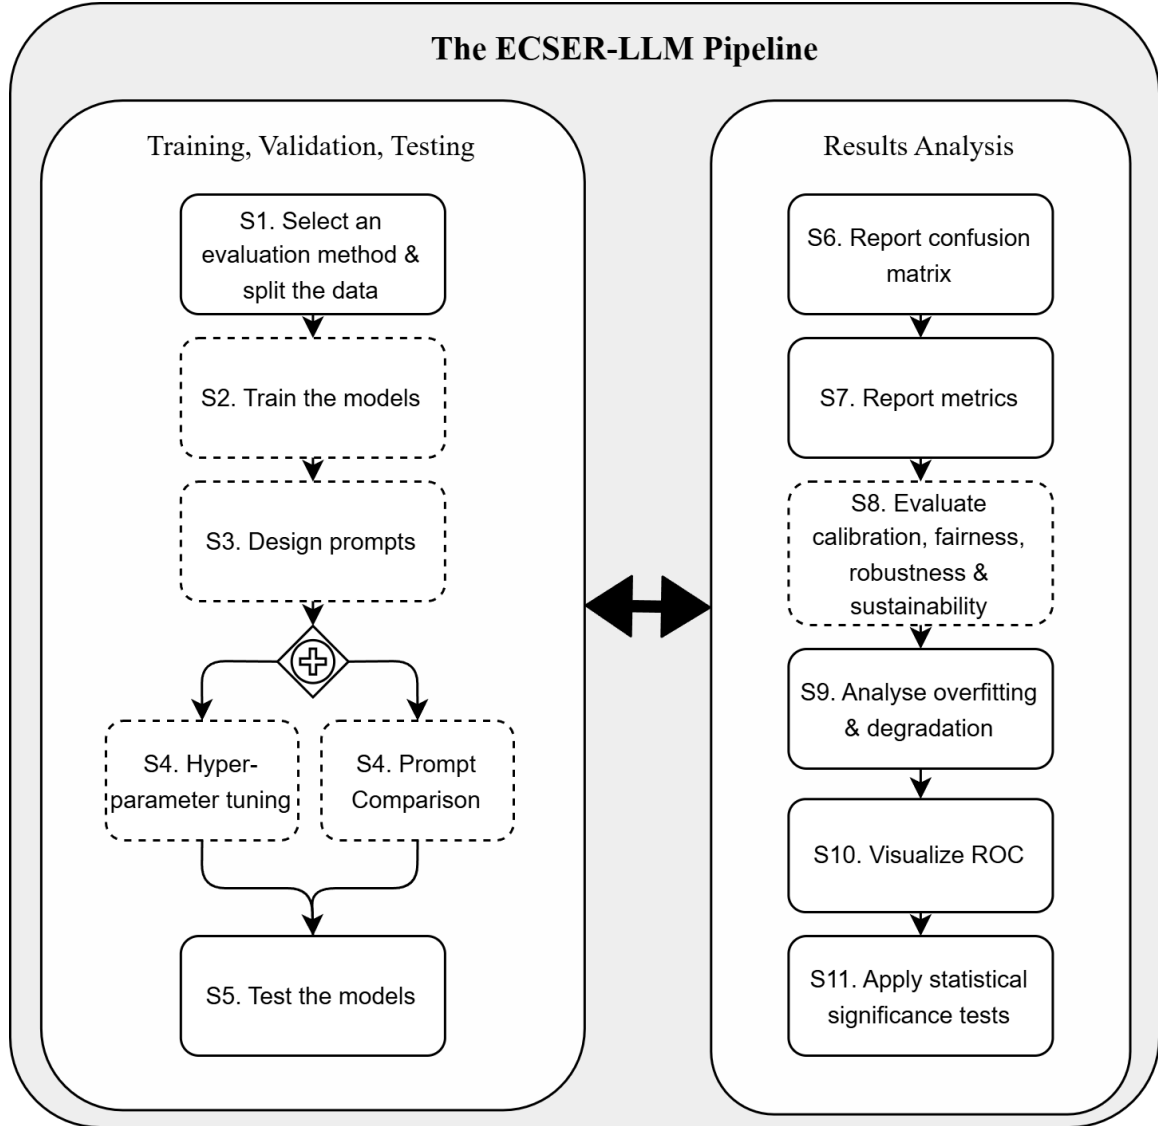 The ECSER-LLM Pipeline
Training, Validation, Testing
S1. Select an
evaluation method &
split the data
S2. Train the models
S3. Design prompts
S4. Hyper-
parameter tuning
S4. Prompt
Comparison
S5. Test the models
Results Analysis
S6. Report confusion
matrix
S7. Report metrics
S8. Evaluate
calibration, fairness,
robustness &
sustainability
S9. Analyse overfitting
& degradation
S10. Visualize ROC
S11. Apply statistical
significance tests